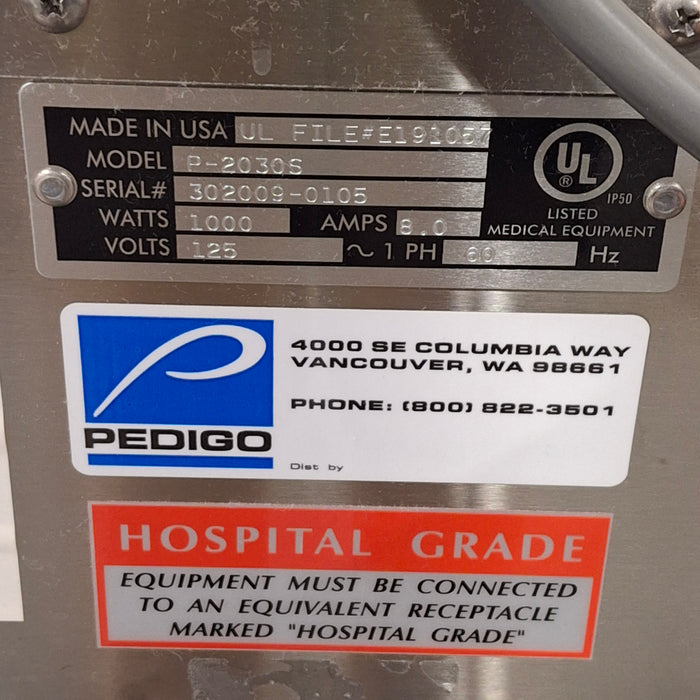 MADE IN USA UL FILE#E191057
MODEL P-2030S
SERIAL# 302009-0105
WATTS 1000 AMPS 8.0
VOLTS 125 ~ 1 PH 60 Hz
UL
®
IP50
LISTED
MEDICAL EQUIPMENT
PEDIGO
4000 SE COLUMBIA WAY
VANCOUVER, WA 98661
PHONE: (800) 822-3501
Dist by
HOSPITAL GRADE
EQUIPMENT MUST BE CONNECTED
TO AN EQUIVALENT RECEPTACLE
MARKED "HOSPITAL GRADE"